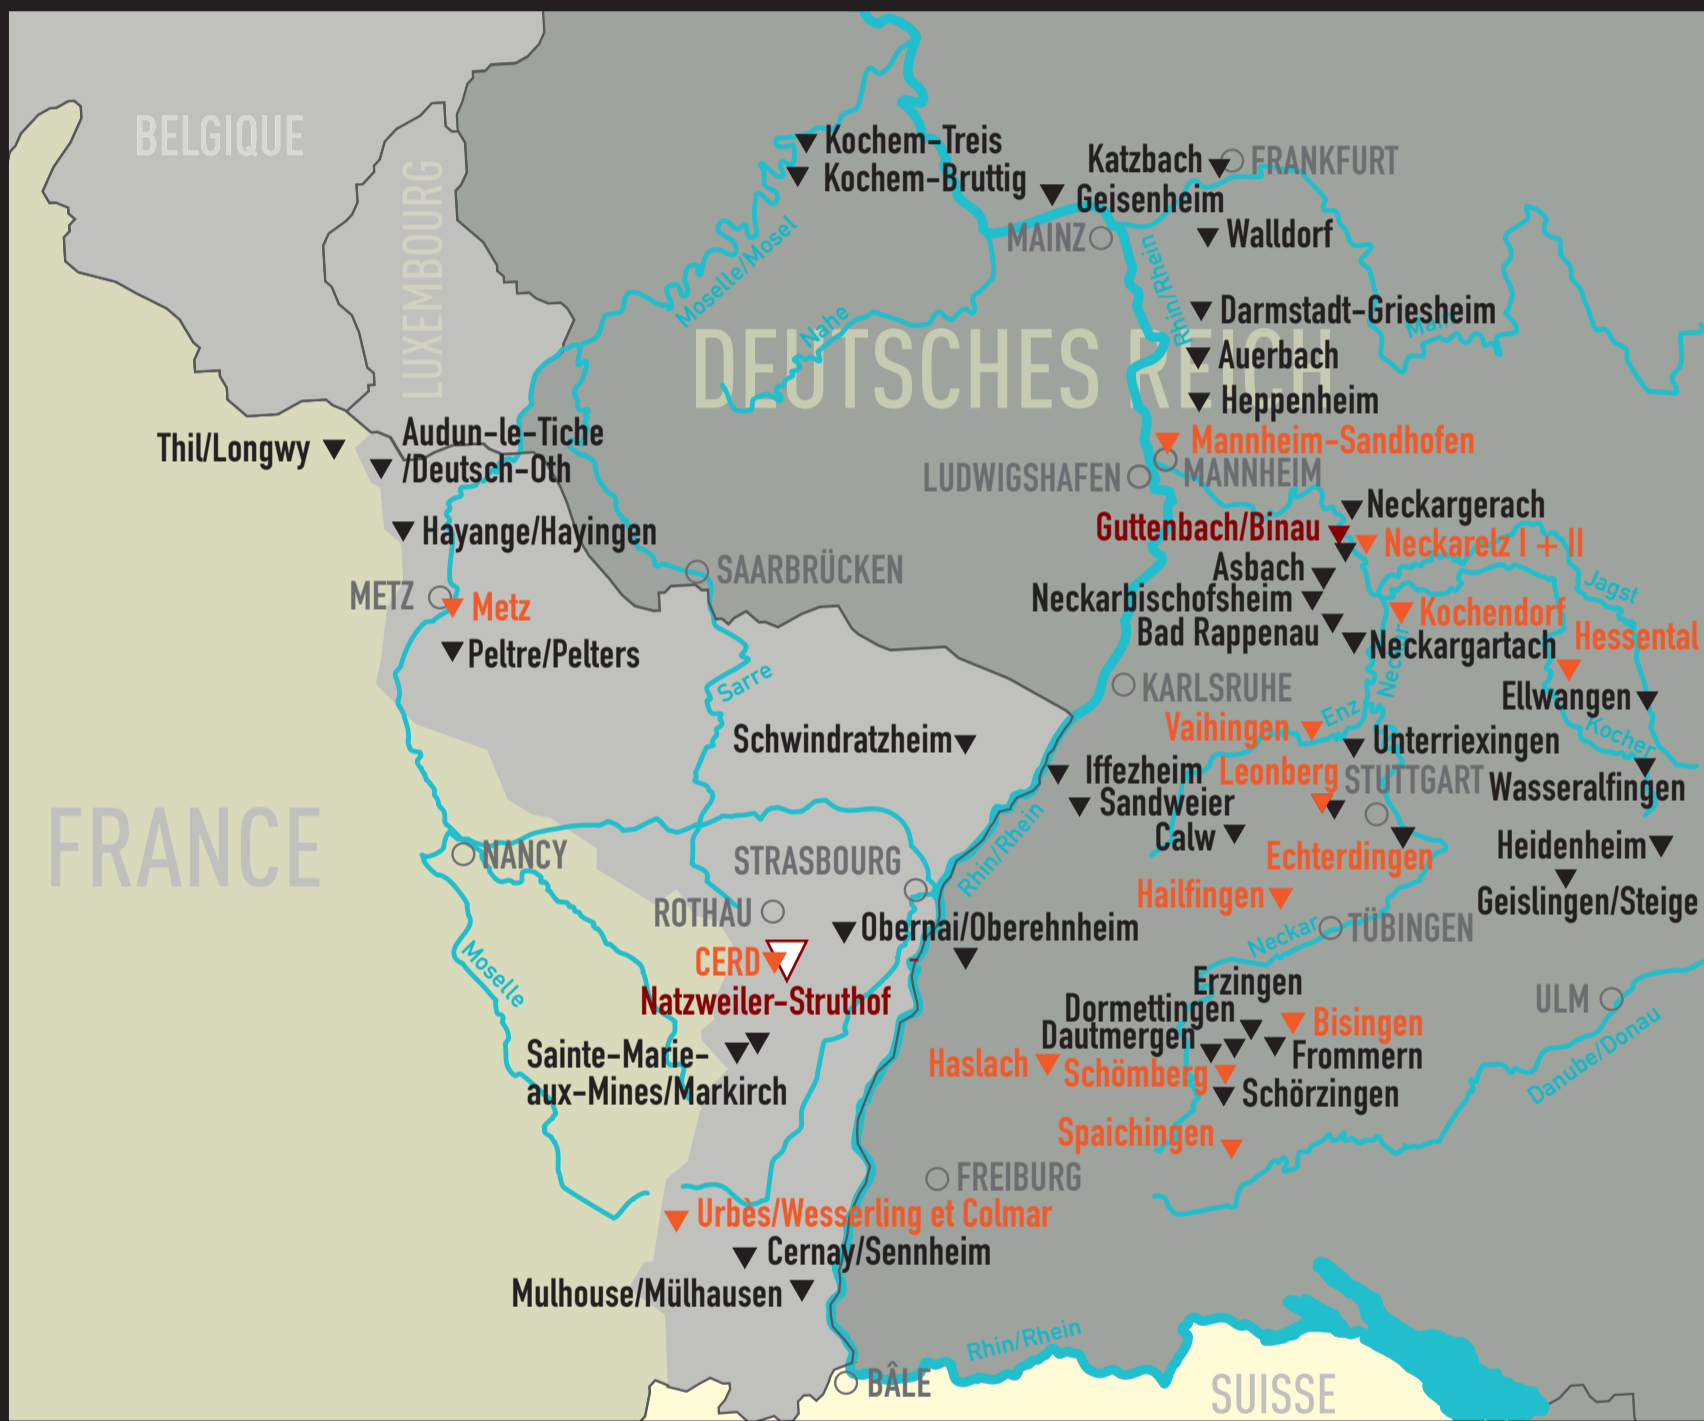 BELGIQUE
LUXEMBOURG
Kochem-Treis
Kochem-Bruttig
Katzbach
FRANKFURT
Geisenheim
MAINZ
Walldorf
Moselle/Mosel
Nahe
Rhin/Rhein
Darmstadt-Griesheim
Main
DEUTSCHES REICH
Auerbach
Heppenheim
Thil/Longwy
Audun-le-Tiche
/Deutsch-Oth
Mannheim-Sandhofen
LUDWIGSHAFEN
MANNHEIM
Hayange/Hayingen
Neckargerach
Guttenbach/Binau
Neckarelz I + II
SAARBRÜCKEN
Asbach
Jagst
METZ
Metz
Neckarbischofsheim
Kochendorf
Bad Rappenau
Neckargartach
Hessental
Peltre/Pelters
Neckar
Sarre
KARLSRUHE
Ellwangen
Vaihingen
Enz
Kocher
Schwindratzheim
Unterriexingen
Iffezheim
Leonberg
STUTTGART
Wasseralfingen
Sandweier
Calw
FRANCE
NANCY
STRASBOURG
Rhin/Rhein
Echterdingen
Heidenheim
Hailfingen
Geislingen/Steige
ROTHAU
Obernai/Oberehnheim
Neckar
TÜBINGEN
CERD
Moselle
Natzweiler-Struthof
Erzingen
ULM
Dormettingen
Bisingen
Dautmergen
Frommern
Sainte-Marie-
aux-Mines/Markirch
Haslach
Schömberg
Schörzingen
Danube/Donau
Spaichingen
FREIBURG
Urbès/Wesserling et Colmar
Cernay/Sennheim
Mulhouse/Mülhausen
Rhin/Rhein
BÂLE
SUISSE